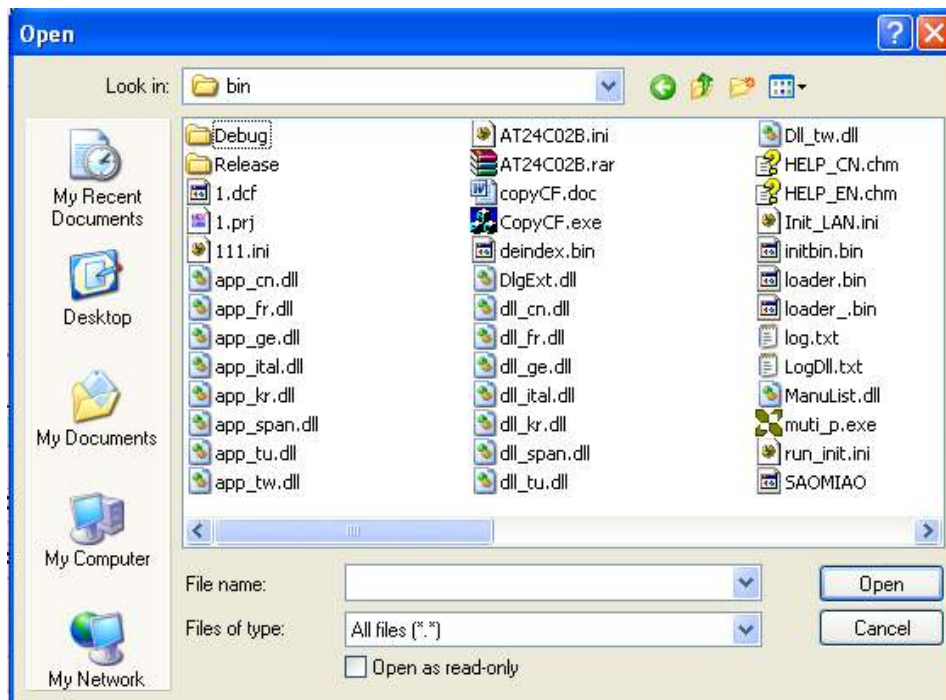 Open
Look in: bin
My Recent
Documents
Desktop
My Documents
My Computer
My Network
Debug
Release
1.dcf
1.prj
111.ini
app_cn.dll
app_fr.dll
app_ge.dll
app_ital.dll
app_kr.dll
app_span.dll
app_tu.dll
app_tw.dll
AT24C02B.ini
AT24C02B.rar
copyCF.doc
CopyCF.exe
deindex.bin
DlgExt.dll
dll_cn.dll
dll_fr.dll
dll_ge.dll
dll_ital.dll
dll_kr.dll
dll_span.dll
dll_tu.dll
Dll_tw.dll
HELP_CN.chm
HELP_EN.chm
Init_LAN.ini
initbin.bin
loader.bin
loader_.bin
log.txt
LogDll.txt
ManuList.dll
muti_p.exe
run_init.ini
SAOMIAO
File name:
Open
Files of type: All files (*.*)
Cancel
Open as read-only